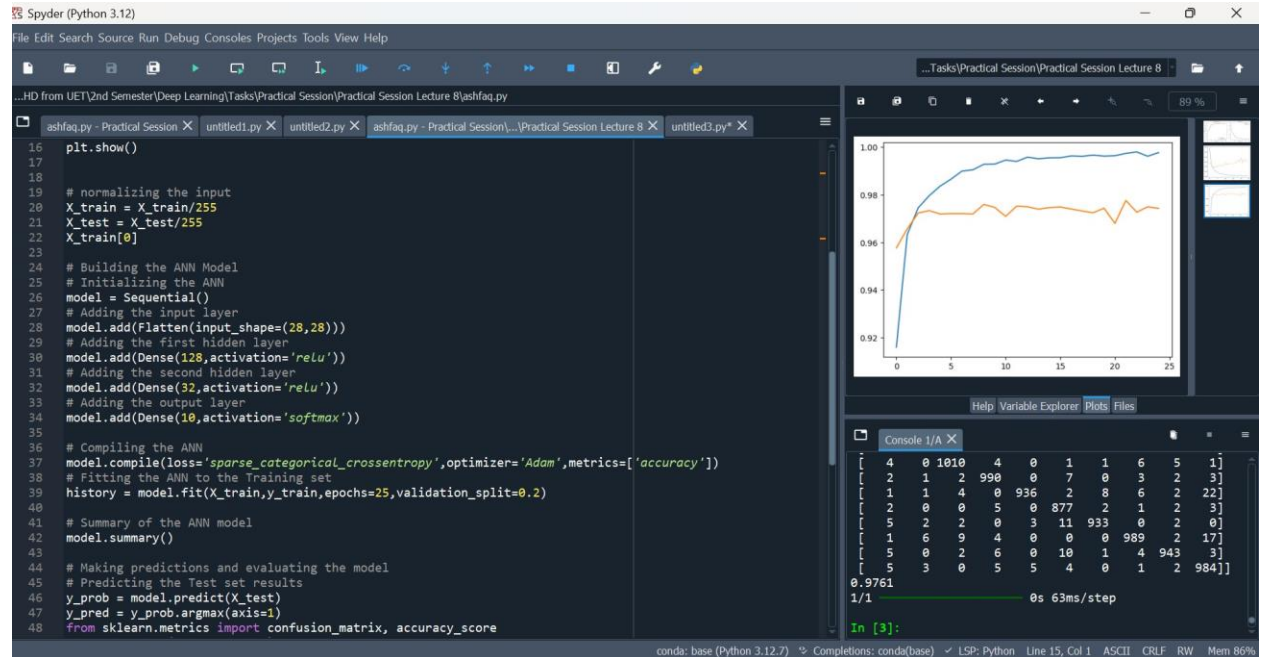 Spyder (Python 3.12)
File Edit Search Source Run Debug Consoles Projects Tools View Help
...Tasks\Practical Session\Practical Session Lecture 8
...HD from UET\2nd Semester\Deep Learning\Tasks\Practical Session\Practical Session Lecture 8\ashfaq.py
ashfaq.py - Practical Session X untitled1.py X untitled2.py X ashfaq.py - Practical Session\...\Practical Session Lecture 8 X untitled3.py* X
16 plt.show()
17
18
19 # normalizing the input
20 X_train = X_train/255
21 X_test = X_test/255
22 X_train[0]
23
24 # Building the ANN Model
25 # Initializing the ANN
26 model = Sequential()
27 # Adding the input layer
28 model.add(Flatten(input_shape=(28,28)))
29 # Adding the first hidden layer
30 model.add(Dense(128,activation='relu'))
31 # Adding the second hidden layer
32 model.add(Dense(32,activation='relu'))
33 # Adding the output layer
34 model.add(Dense(10,activation='softmax'))
35
36 # Compiling the ANN
37 model.compile(loss='sparse_categorical_crossentropy',optimizer='Adam',metrics=['accuracy'])
38 # Fitting the ANN to the Training set
39 history = model.fit(X_train,y_train,epochs=25,validation_split=0.2)
40
41 # Summary of the ANN model
42 model.summary()
43
44 # Making predictions and evaluating the model
45 # Predicting the Test set results
46 y_prob = model.predict(X_test)
47 y_pred = y_prob.argmax(axis=1)
48 from sklearn.metrics import confusion_matrix, accuracy_score
89 %
1.00
0.98
0.96
0.94
0.92
0 5 10 15 20 25
Help Variable Explorer Plots Files
Console 1/A X
[ 4 0 1010 4 0 1 1 6 5 1]
[ 2 1 2 990 0 7 0 3 2 3]
[ 1 1 4 0 936 2 8 6 2 22]
[ 2 0 0 5 0 877 2 1 2 3]
[ 5 2 2 0 3 11 933 0 2 0]
[ 1 6 9 4 0 0 0 989 2 17]
[ 5 0 2 6 0 10 1 4 943 3]
[ 5 3 0 5 5 4 0 1 2 984]]
0.9761
1/1 0s 63ms/step
In [3]:
conda: base (Python 3.12.7) Completions: conda(base) ✓ LSP: Python Line 15, Col 1 ASCII CRLF RW Mem 86%